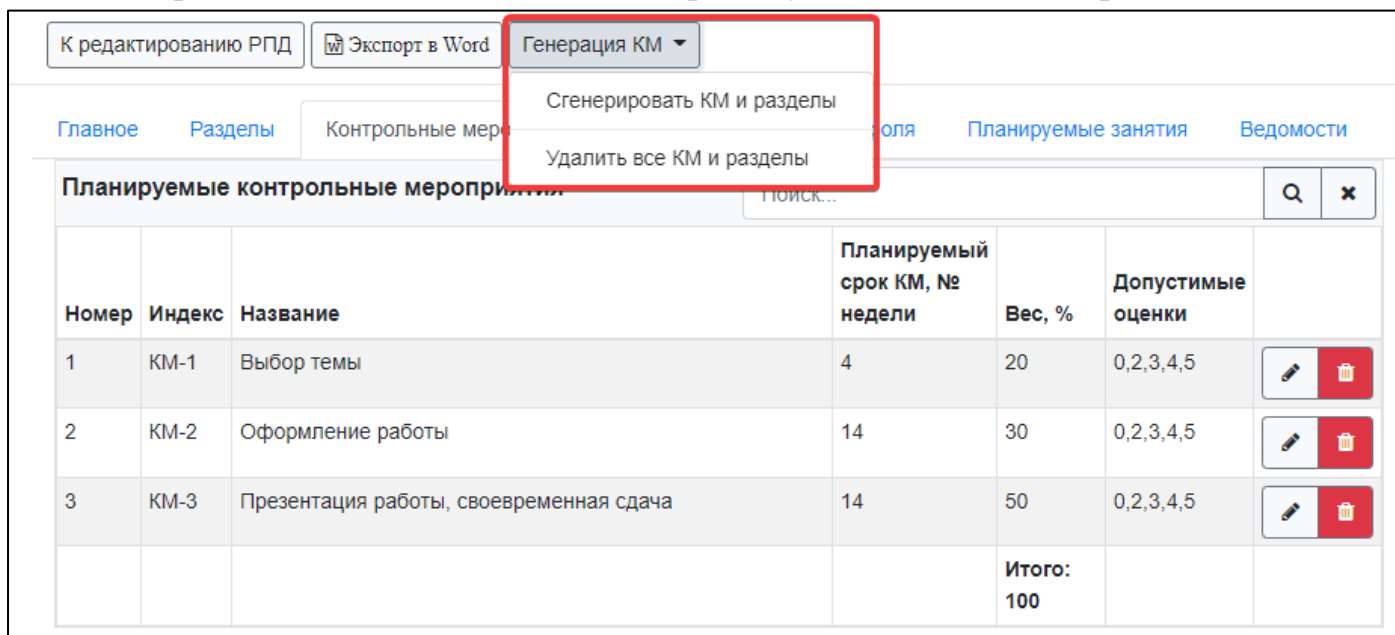 К редактированию РПД Экспорт в Word Генерация КМ
Сгенерировать КМ и разделы
Главное Разделы Контрольные Планируемые занятия Ведомости
Удалить все КМ и разделы
Планируемые контрольные мероприятия Поиск...
Номер Индекс Название Планируемый срок КМ, № недели Вес, % Допустимые оценки
1 КМ-1 Выбор темы 4 20 0,2,3,4,5
2 КМ-2 Оформление работы 14 30 0,2,3,4,5
3 КМ-3 Презентация работы, своевременная сдача 14 50 0,2,3,4,5
Итого:
100